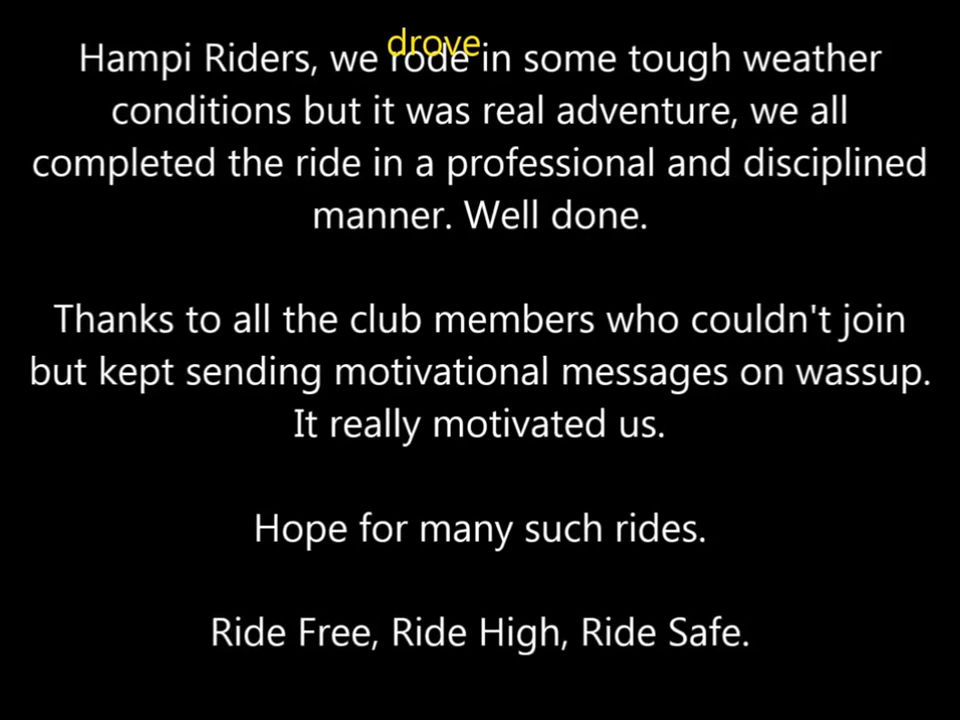 drove
Hampi Riders, we rode in some tough weather
conditions but it was real adventure, we all
completed the ride in a professional and disciplined
manner. Well done.
Thanks to all the club members who couldn't join
but kept sending motivational messages on wassup.
It really motivated us.
Hope for many such rides.
Ride Free, Ride High, Ride Safe.